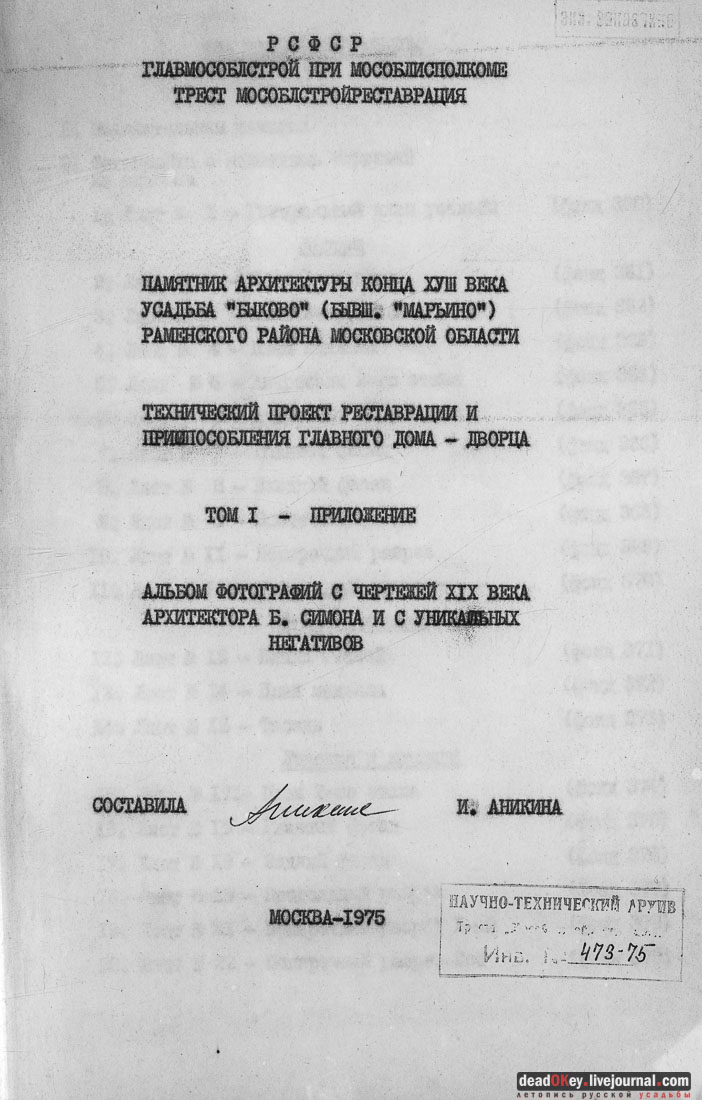 Р С Ф С Р
ГЛАВМОСОБЛСТРОЙ ПРИ МОСОБЛИСПОЛКОМЕ
ТРЕСТ МОСОБЛСТРОЙРЕСТАВРАЦИЯ
ПАМЯТНИК АРХИТЕКТУРЫ КОНЦА ХУШ ВЕКА
УСАДЬБА "БЫКОВО" (БЫВШ. "МАРЬИНО")
РАМЕНСКОГО РАЙОНА МОСКОВСКОЙ ОБЛАСТИ
ТЕХНИЧЕСКИЙ ПРОЕКТ РЕСТАВРАЦИИ И
ПРИСПОСОБЛЕНИЯ ГЛАВНОГО ДОМА - ДВОРЦА
ТОМ I - ПРИЛОЖЕНИЕ
АЛЬБОМ ФОТОГРАФИЙ С ЧЕРТЕЖЕЙ XIX ВЕКА
АРХИТЕКТОРА Б. СИМОНА И С УНИКАЛЬНЫХ
НЕГАТИВОВ
СОСТАВИЛА Аникина И. АНИКИНА
МОСКВА-1975
НАУЧНО-ТЕХНИЧЕСКИЙ АРХИВ
Инв. № 473-75
deadOKey.livejournal.com
летопись русской усадьбы